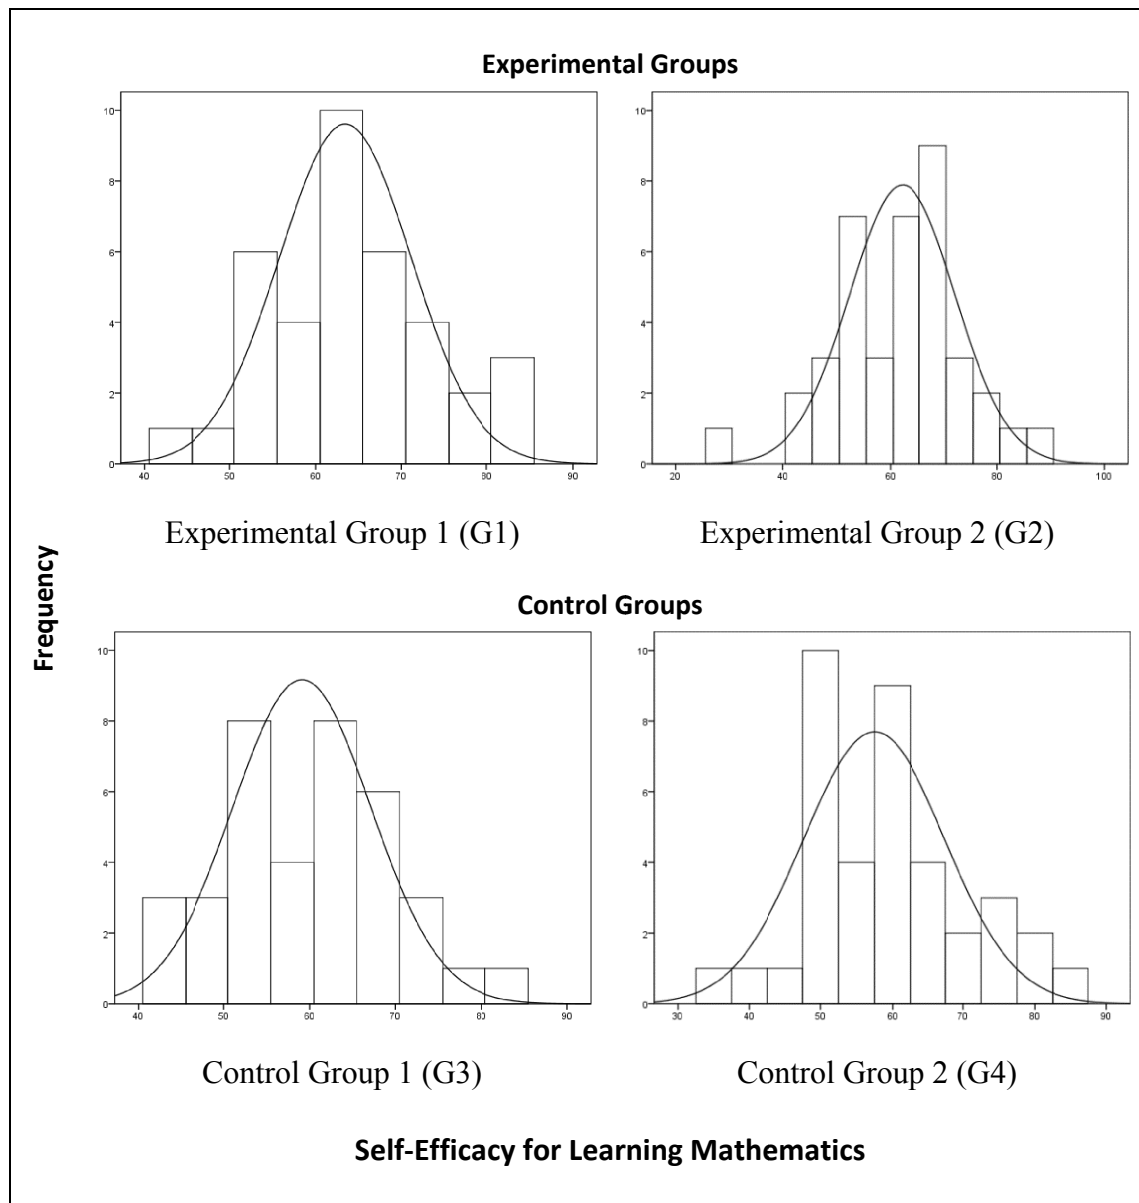 Experimental Groups
10
8
6
4
2
0
40 50 60 70 80 90
10
8
6
4
2
0
20 40 60 80 100
Experimental Group 1 (G1) Experimental Group 2 (G2)
Frequency
Control Groups
10
8
6
4
2
0
40 50 60 70 80 90
10
8
6
4
2
0
30 40 50 60 70 80 90
Control Group 1 (G3) Control Group 2 (G4)
Self-Efficacy for Learning Mathematics